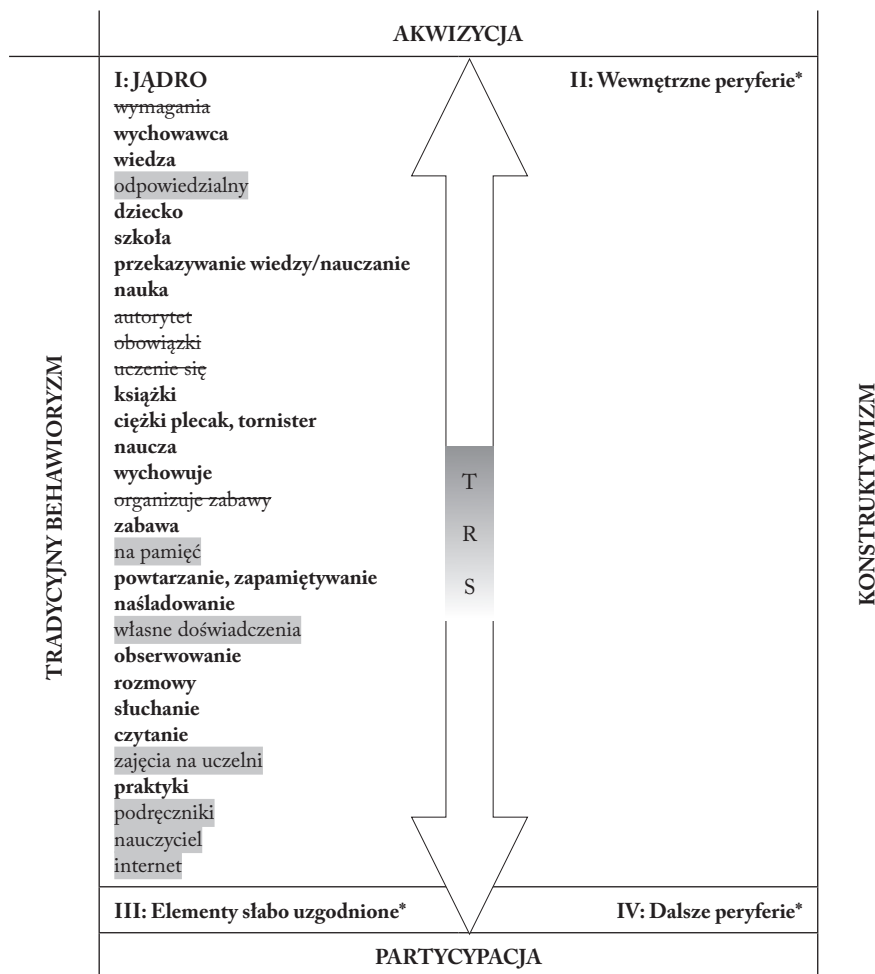 AKWIZYCJA
I: JĄDRO
II: Wewnętrzne peryferie*
wymagania
wychowawca
wiedza
odpowiedzialny
dziecko
szkoła
przekazywanie wiedzy/nauczanie
nauka
autorytet
obowiązki
uczenie się
książki
ciężki plecak, tornister
naucza
wychowuje
organizuje zabawy
zabawa
na pamięć
powtarzanie, zapamiętywanie
naśladowanie
własne doświadczenia
obserwowanie
rozmowy
słuchanie
czytanie
zajęcia na uczelni
praktyki
podręczniki
nauczyciel
internet
TRADYCYJNY BEHAWIORYZM
T
R
S
KONSTRUKTYWIZM
III: Elementy słabo uzgodnione*
IV: Dalsze peryferie*
PARTYCYPACJA